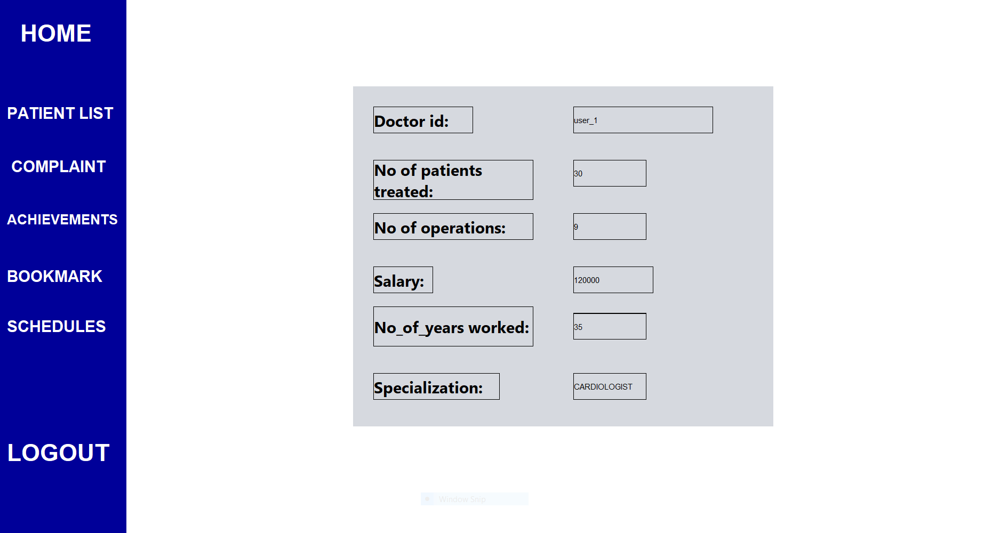 HOME
PATIENT LIST
COMPLAINT
ACHIEVEMENTS
BOOKMARK
SCHEDULES
LOGOUT
Doctor id:
user_1
No of patients
treated:
30
No of operations:
9
Salary:
120000
No_of_years worked:
35
Specialization:
CARDIOLOGIST
Window Snip